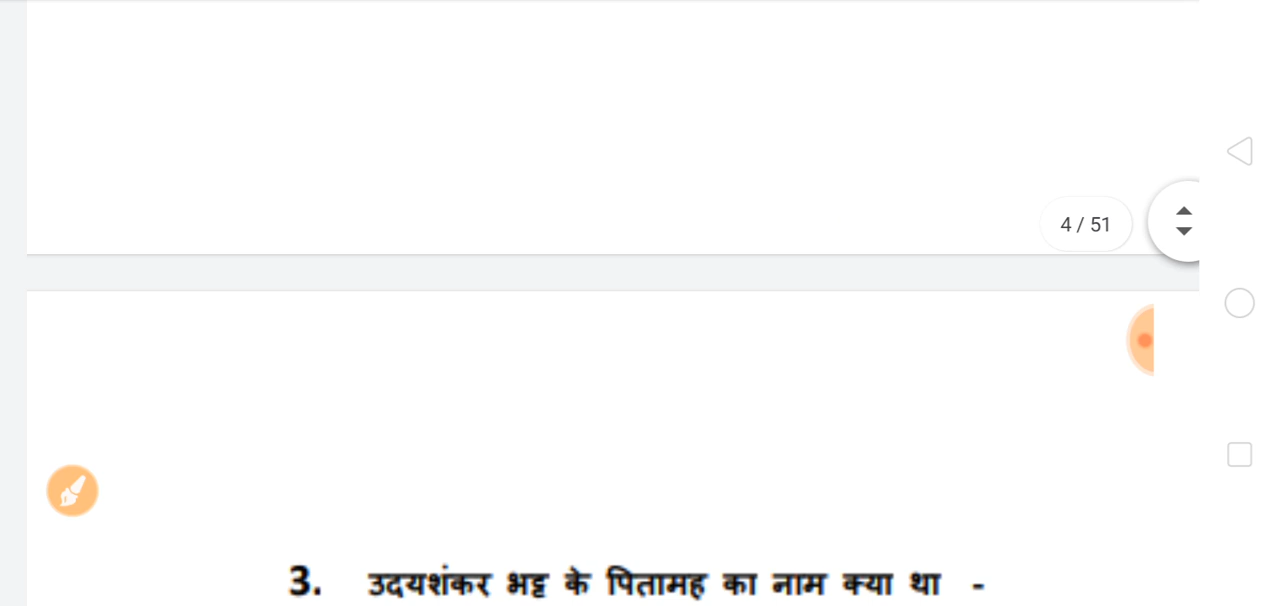 4 / 51
3. उदयशंकर भट्ट के पितामह का नाम क्या था -